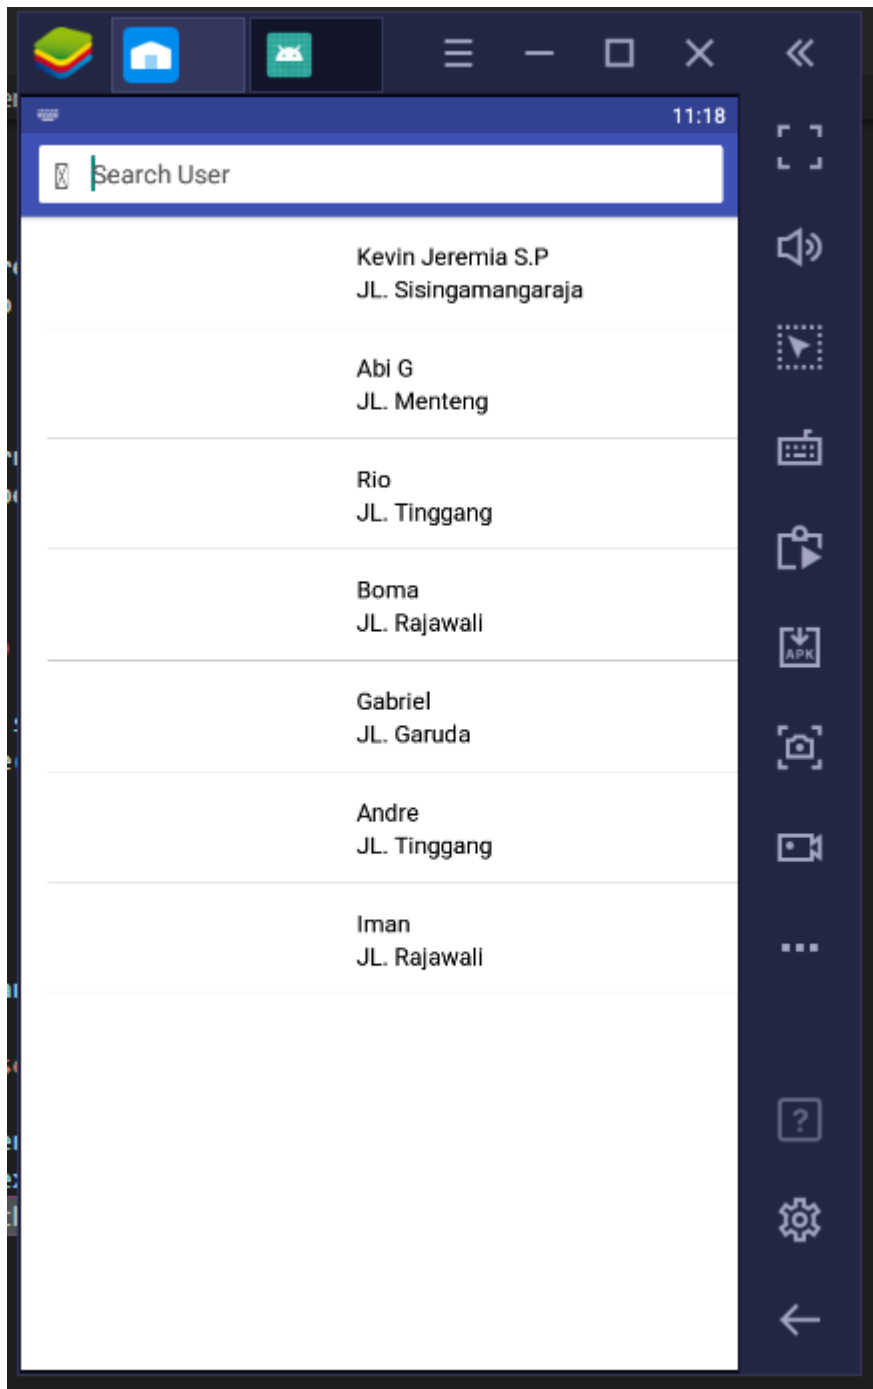 11:18
Search User
Kevin Jeremia S.P
JL. Sisingamangaraja
Abi G
JL. Menteng
Rio
JL. Tinggang
Boma
JL. Rajawali
Gabriel
JL. Garuda
Andre
JL. Tinggang
Iman
JL. Rajawali
APK
?